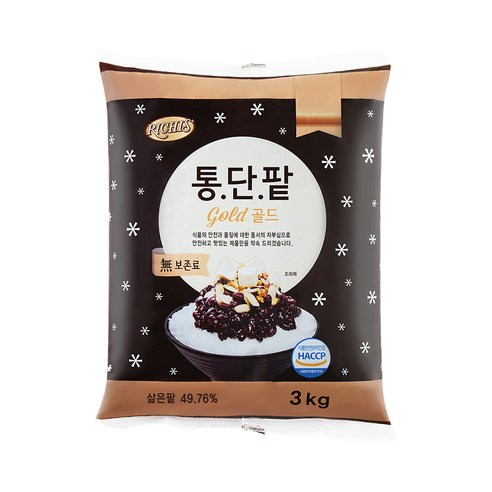 RICHIS
통.단.팥
Gold 골드
식품의 안전과 품질에 대한 동서의 자부심으로
안전하고 맛있는 제품만을 약속 드리겠습니다.
無 보존료
조리예
HACCP
삶은팥 49.76%
3 kg